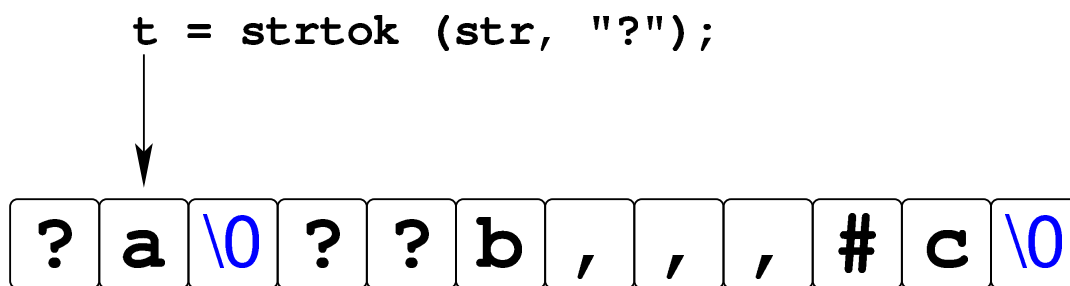 t = strtok (str, "?");
? a \0 ? ? b , , , # c \0